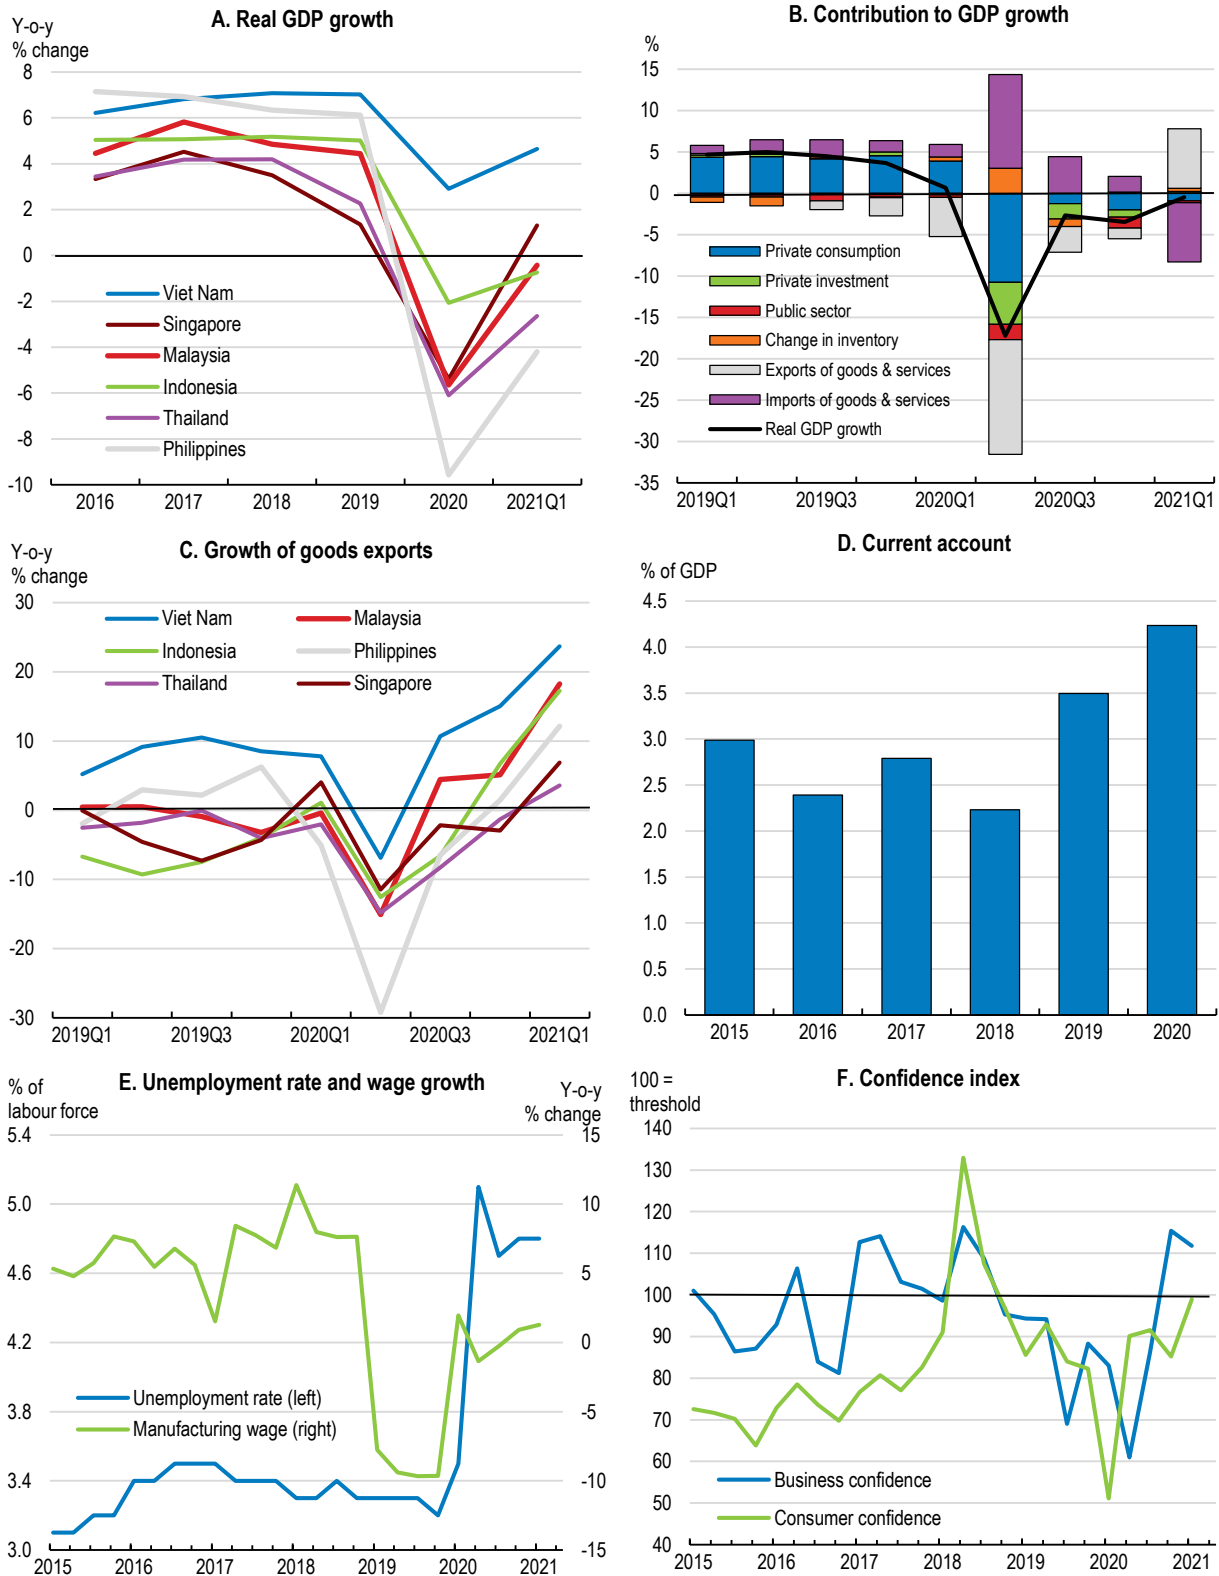 A. Real GDP growth
Y-o-y
% change
8
6
4
2
0
-2
-4
-6
-8
-10
Viet Nam
Singapore
Malaysia
Indonesia
Thailand
Philippines
2016 2017 2018 2019 2020 2021Q1
B. Contribution to GDP growth
%
15
10
5
0
-5
-10
-15
-20
-25
-30
-35
Private consumption
Private investment
Public sector
Change in inventory
Exports of goods & services
Imports of goods & services
Real GDP growth
2019Q1 2019Q3 2020Q1 2020Q3 2021Q1
C. Growth of goods exports
Y-o-y
% change
30
20
10
0
-10
-20
-30
Viet Nam Malaysia
Indonesia Philippines
Thailand Singapore
2019Q1 2019Q3 2020Q1 2020Q3 2021Q1
D. Current account
% of GDP
4.5
4.0
3.5
3.0
2.5
2.0
1.5
1.0
0.5
0.0
2015 2016 2017 2018 2019 2020
E. Unemployment rate and wage growth
% of
labour force
Y-o-y
% change
5.4
5.0
4.6
4.2
3.8
3.4
3.0
15
10
5
0
-5
-10
-15
Unemployment rate (left)
Manufacturing wage (right)
2015 2016 2017 2018 2019 2020 2021
F. Confidence index
100 =
threshold
140
130
120
110
100
90
80
70
60
50
40
Business confidence
Consumer confidence
2015 2016 2017 2018 2019 2020 2021